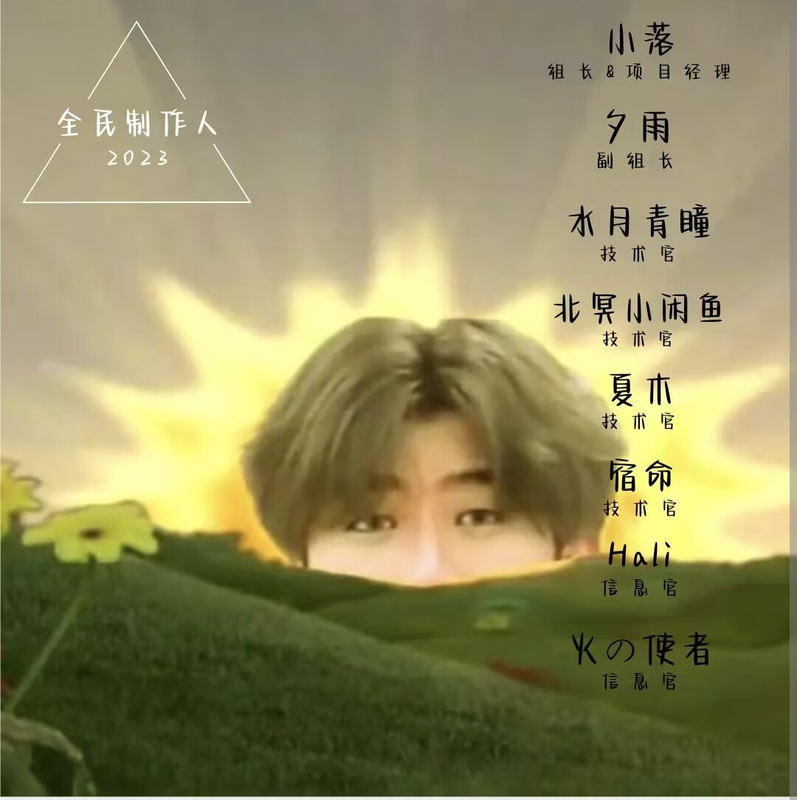 全民制作人
2023
小落
组长&项目经理
夕雨
副组长
水月青瞳
技术官
北冥小闲鱼
技术官
夏木
技术官
宿命
技术官
Hali
信息官
火の使者
信息官